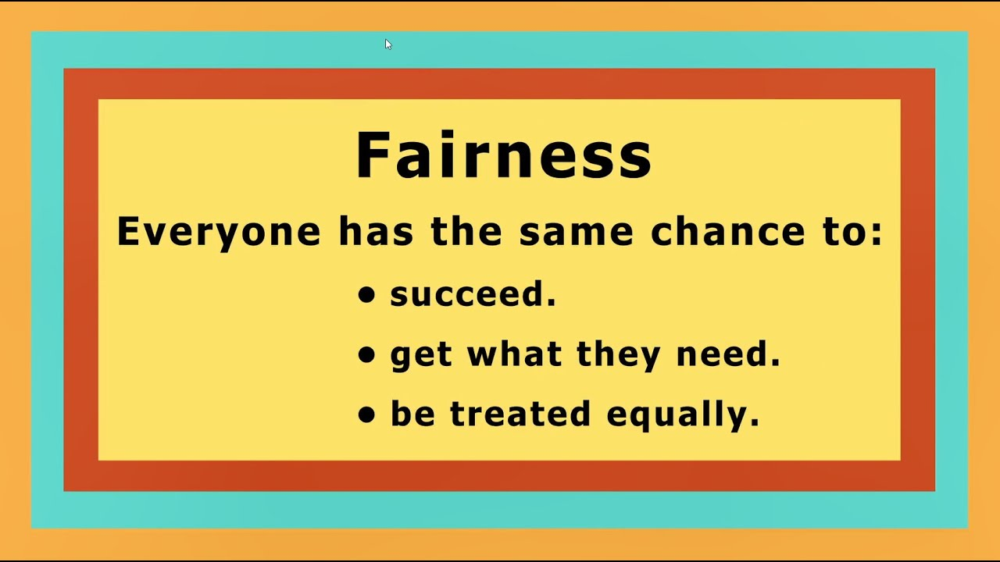 Fairness
Everyone has the same chance to:
• succeed.
• get what they need.
• be treated equally.